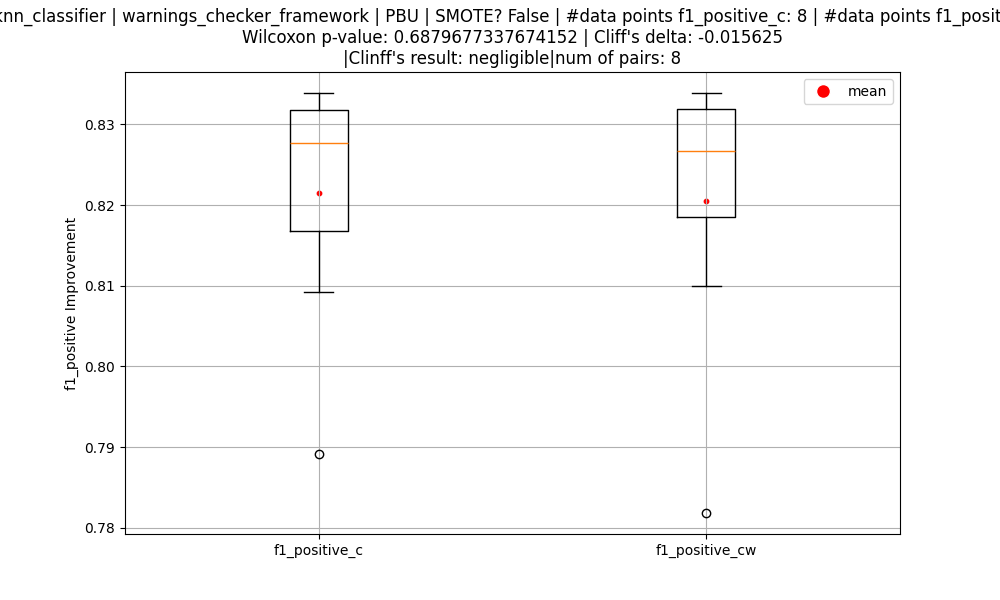 knn_classifier | warnings_checker_framework | PBU | SMOTE? False | #data points f1_positive_c: 8 | #data points f1_posit
Wilcoxon p-value: 0.6879677337674152 | Cliff's delta: -0.015625
|Clinff's result: negligible|num of pairs: 8
mean
0.83
0.82
0.81
0.80
0.79
0.78
f1_positive Improvement
f1_positive_c
f1_positive_cw